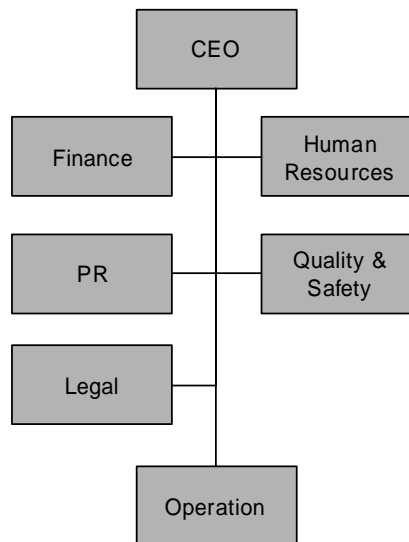 CEO
Finance
Human
Resources
PR
Quality &
Safety
Legal
Operation